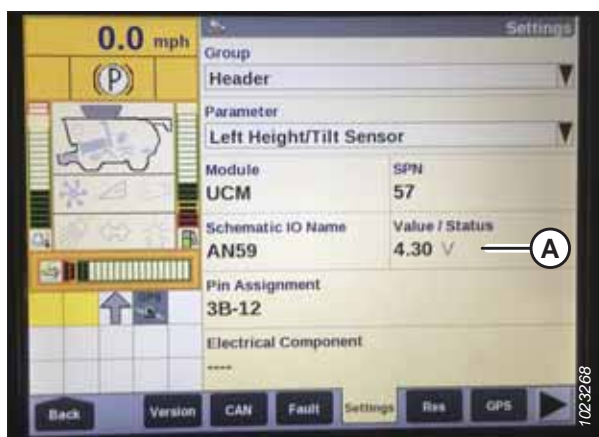 0.0 mph
(P)
Settings
Group
Header
Parameter
Left Height/Tilt Sensor
Module
UCM
SPN
57
Schematic IO Name
AN59
Value / Status
4.30 V
A
Pin Assignment
3B-12
Electrical Component
----
Back
Version
CAN
Fault
Settings
Res
GPS
1023268